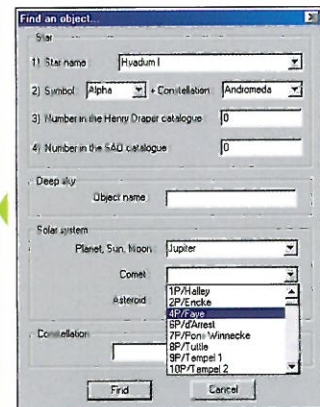 Find an object...
Star
1) Star name Hyadum I
2) Symbol: Alpha + Constellation: Andromeda
3) Number in the Henry Draper catalogue 0
4) Number in the SAO catalogue 0
Deep sky
Object name
Solar system
Planet, Sun, Moon: Jupiter
Comet:
Asteroid
1P/Halley
2P/Encke
4P/Faye
6P/d'Arrest
7P/Pons Winnecke
8P/Tuttle
9P/Tempel 1
10P/Tempel 2
Constellation
Find Cancel